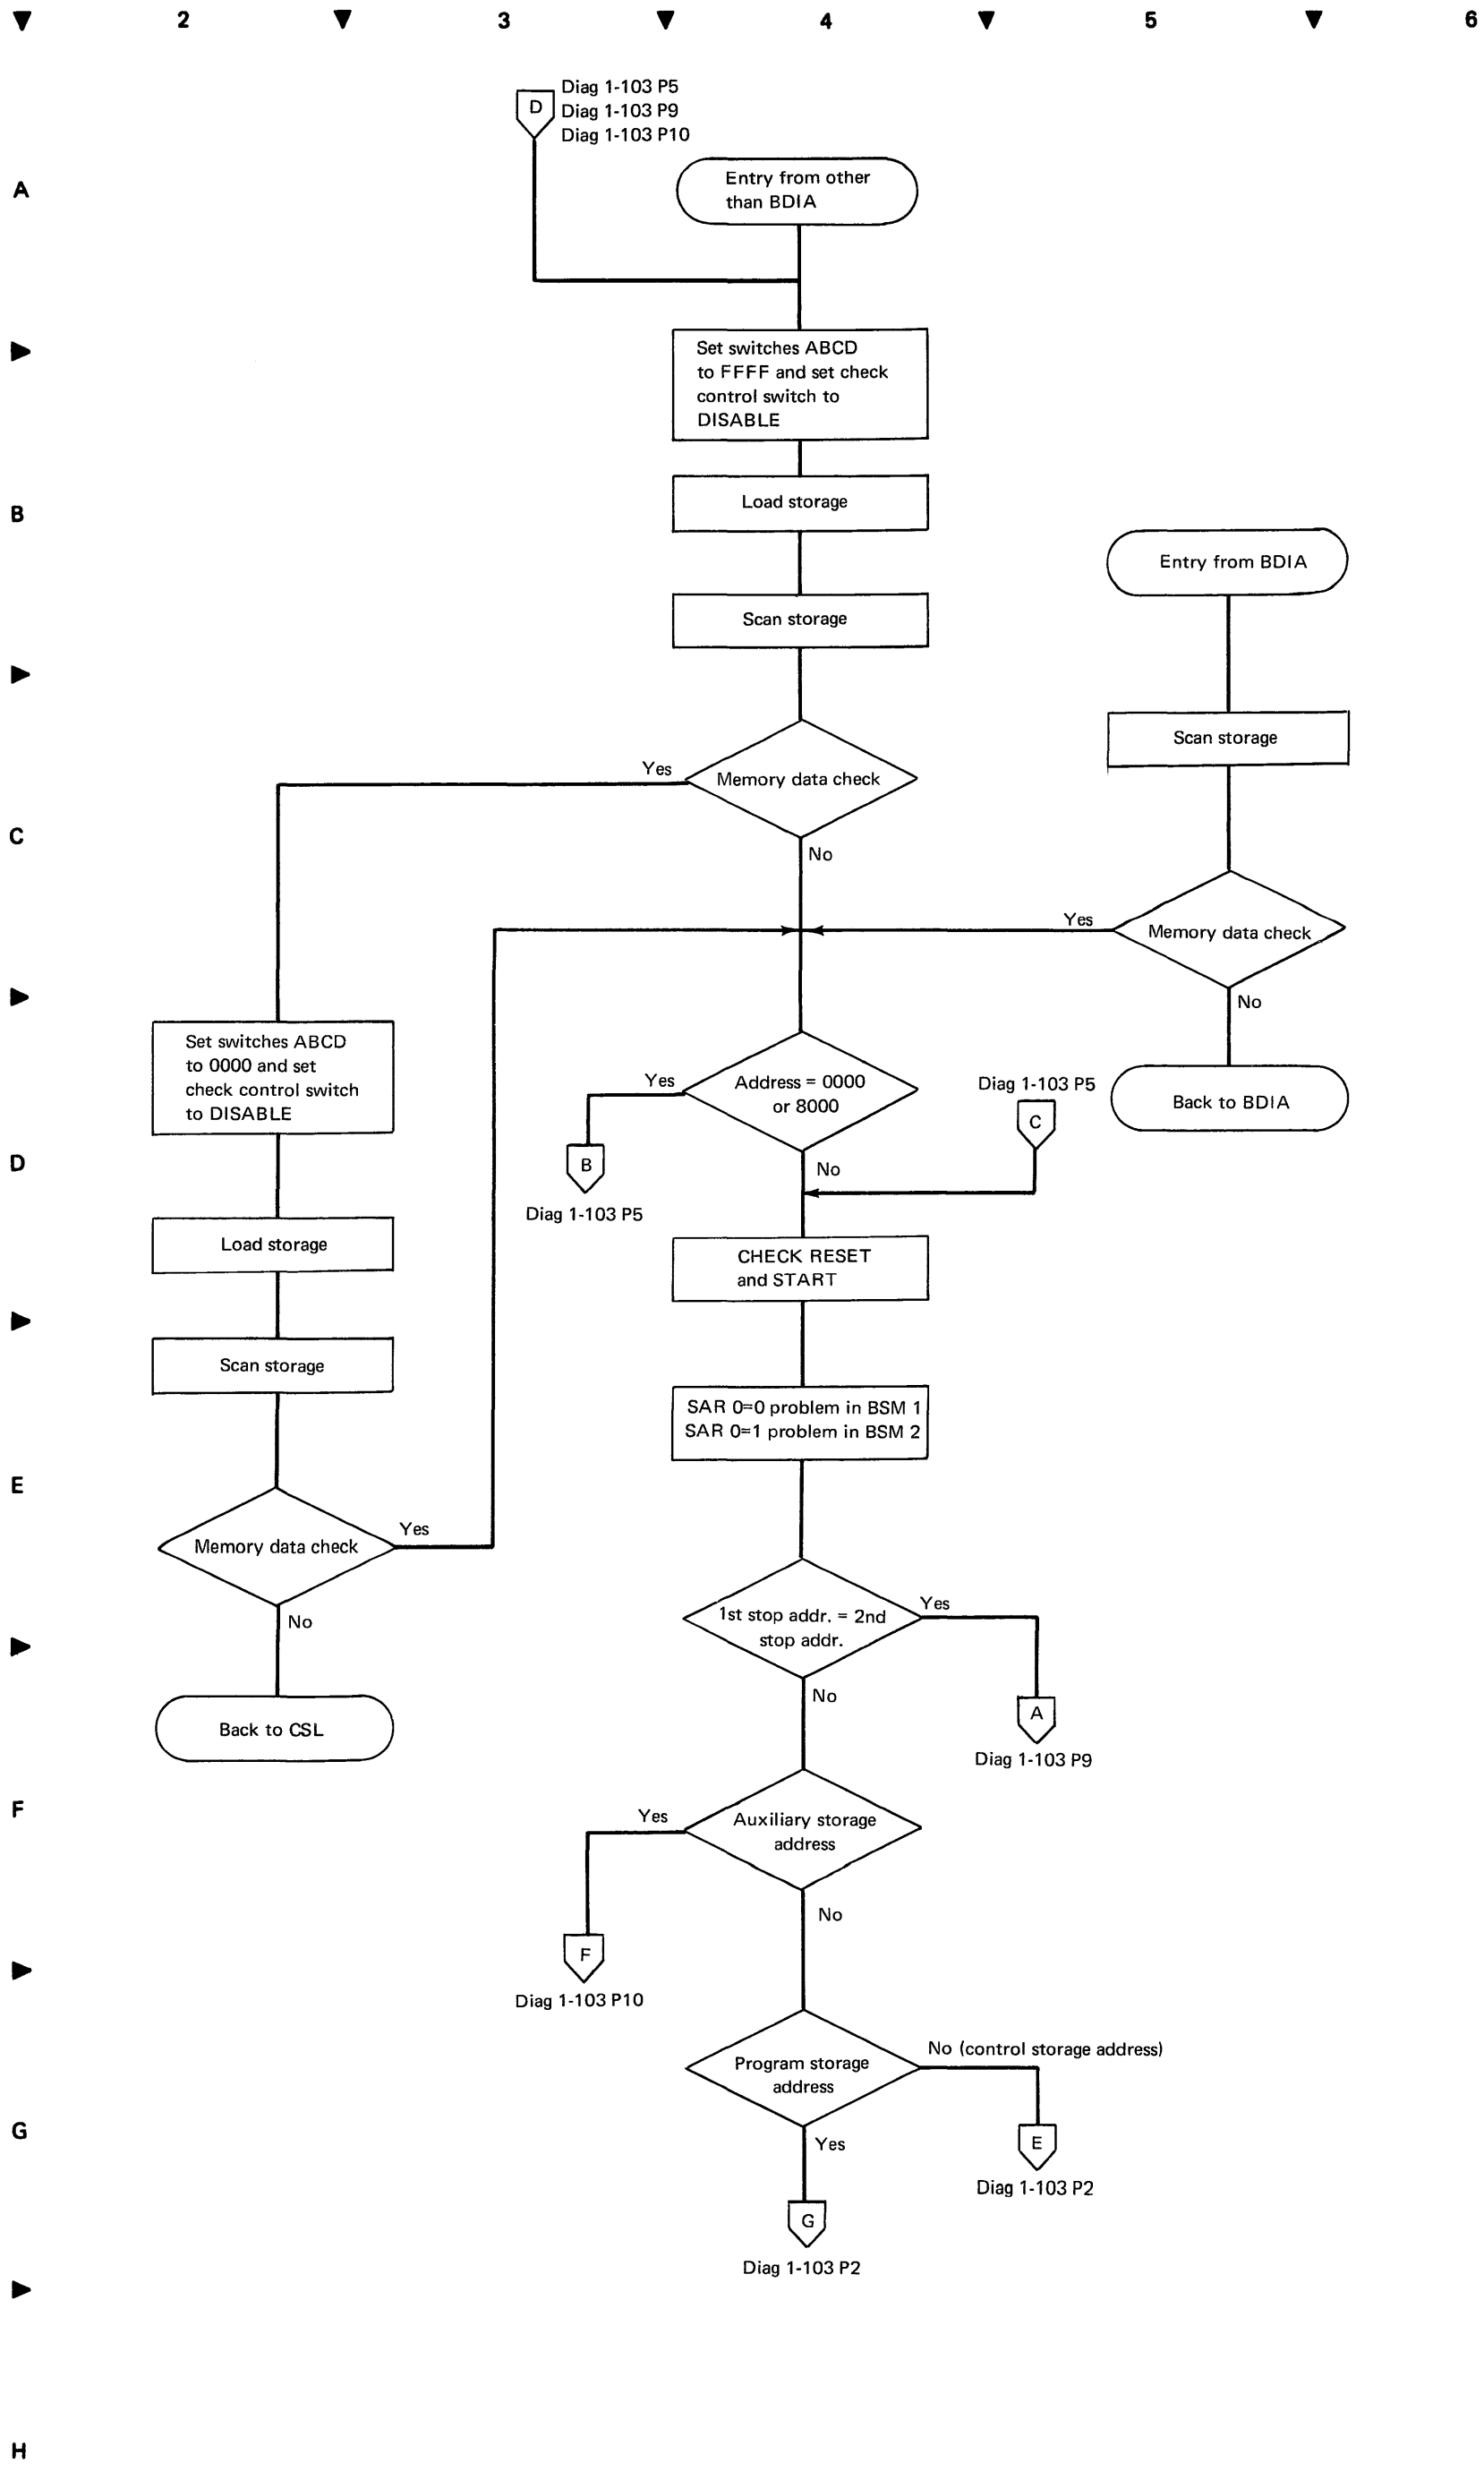 2 3 4 5 6
D
Diag 1-103 P5
Diag 1-103 P9
Diag 1-103 P10
A
Entry from other
than BDIA
Set switches ABCD
to FFFF and set check
control switch to
DISABLE
B
Load storage
Entry from BDIA
Scan storage
Scan storage
Yes
Memory data check
C
No
Yes
Memory data check
No
Set switches ABCD
to 0000 and set
check control switch
to DISABLE
Yes
Address = 0000
or 8000
Diag 1-103 P5
C
Back to BDIA
D
B
No
Diag 1-103 P5
Load storage
CHECK RESET
and START
Scan storage
SAR 0=0 problem in BSM 1
SAR 0=1 problem in BSM 2
E
Yes
Memory data check
No
Yes
1st stop addr. = 2nd
stop addr.
No
A
Back to CSL
Diag 1-103 P9
F
Yes
Auxiliary storage
address
No
F
Diag 1-103 P10
No (control storage address)
Program storage
address
G
Yes
E
Diag 1-103 P2
G
Diag 1-103 P2
H